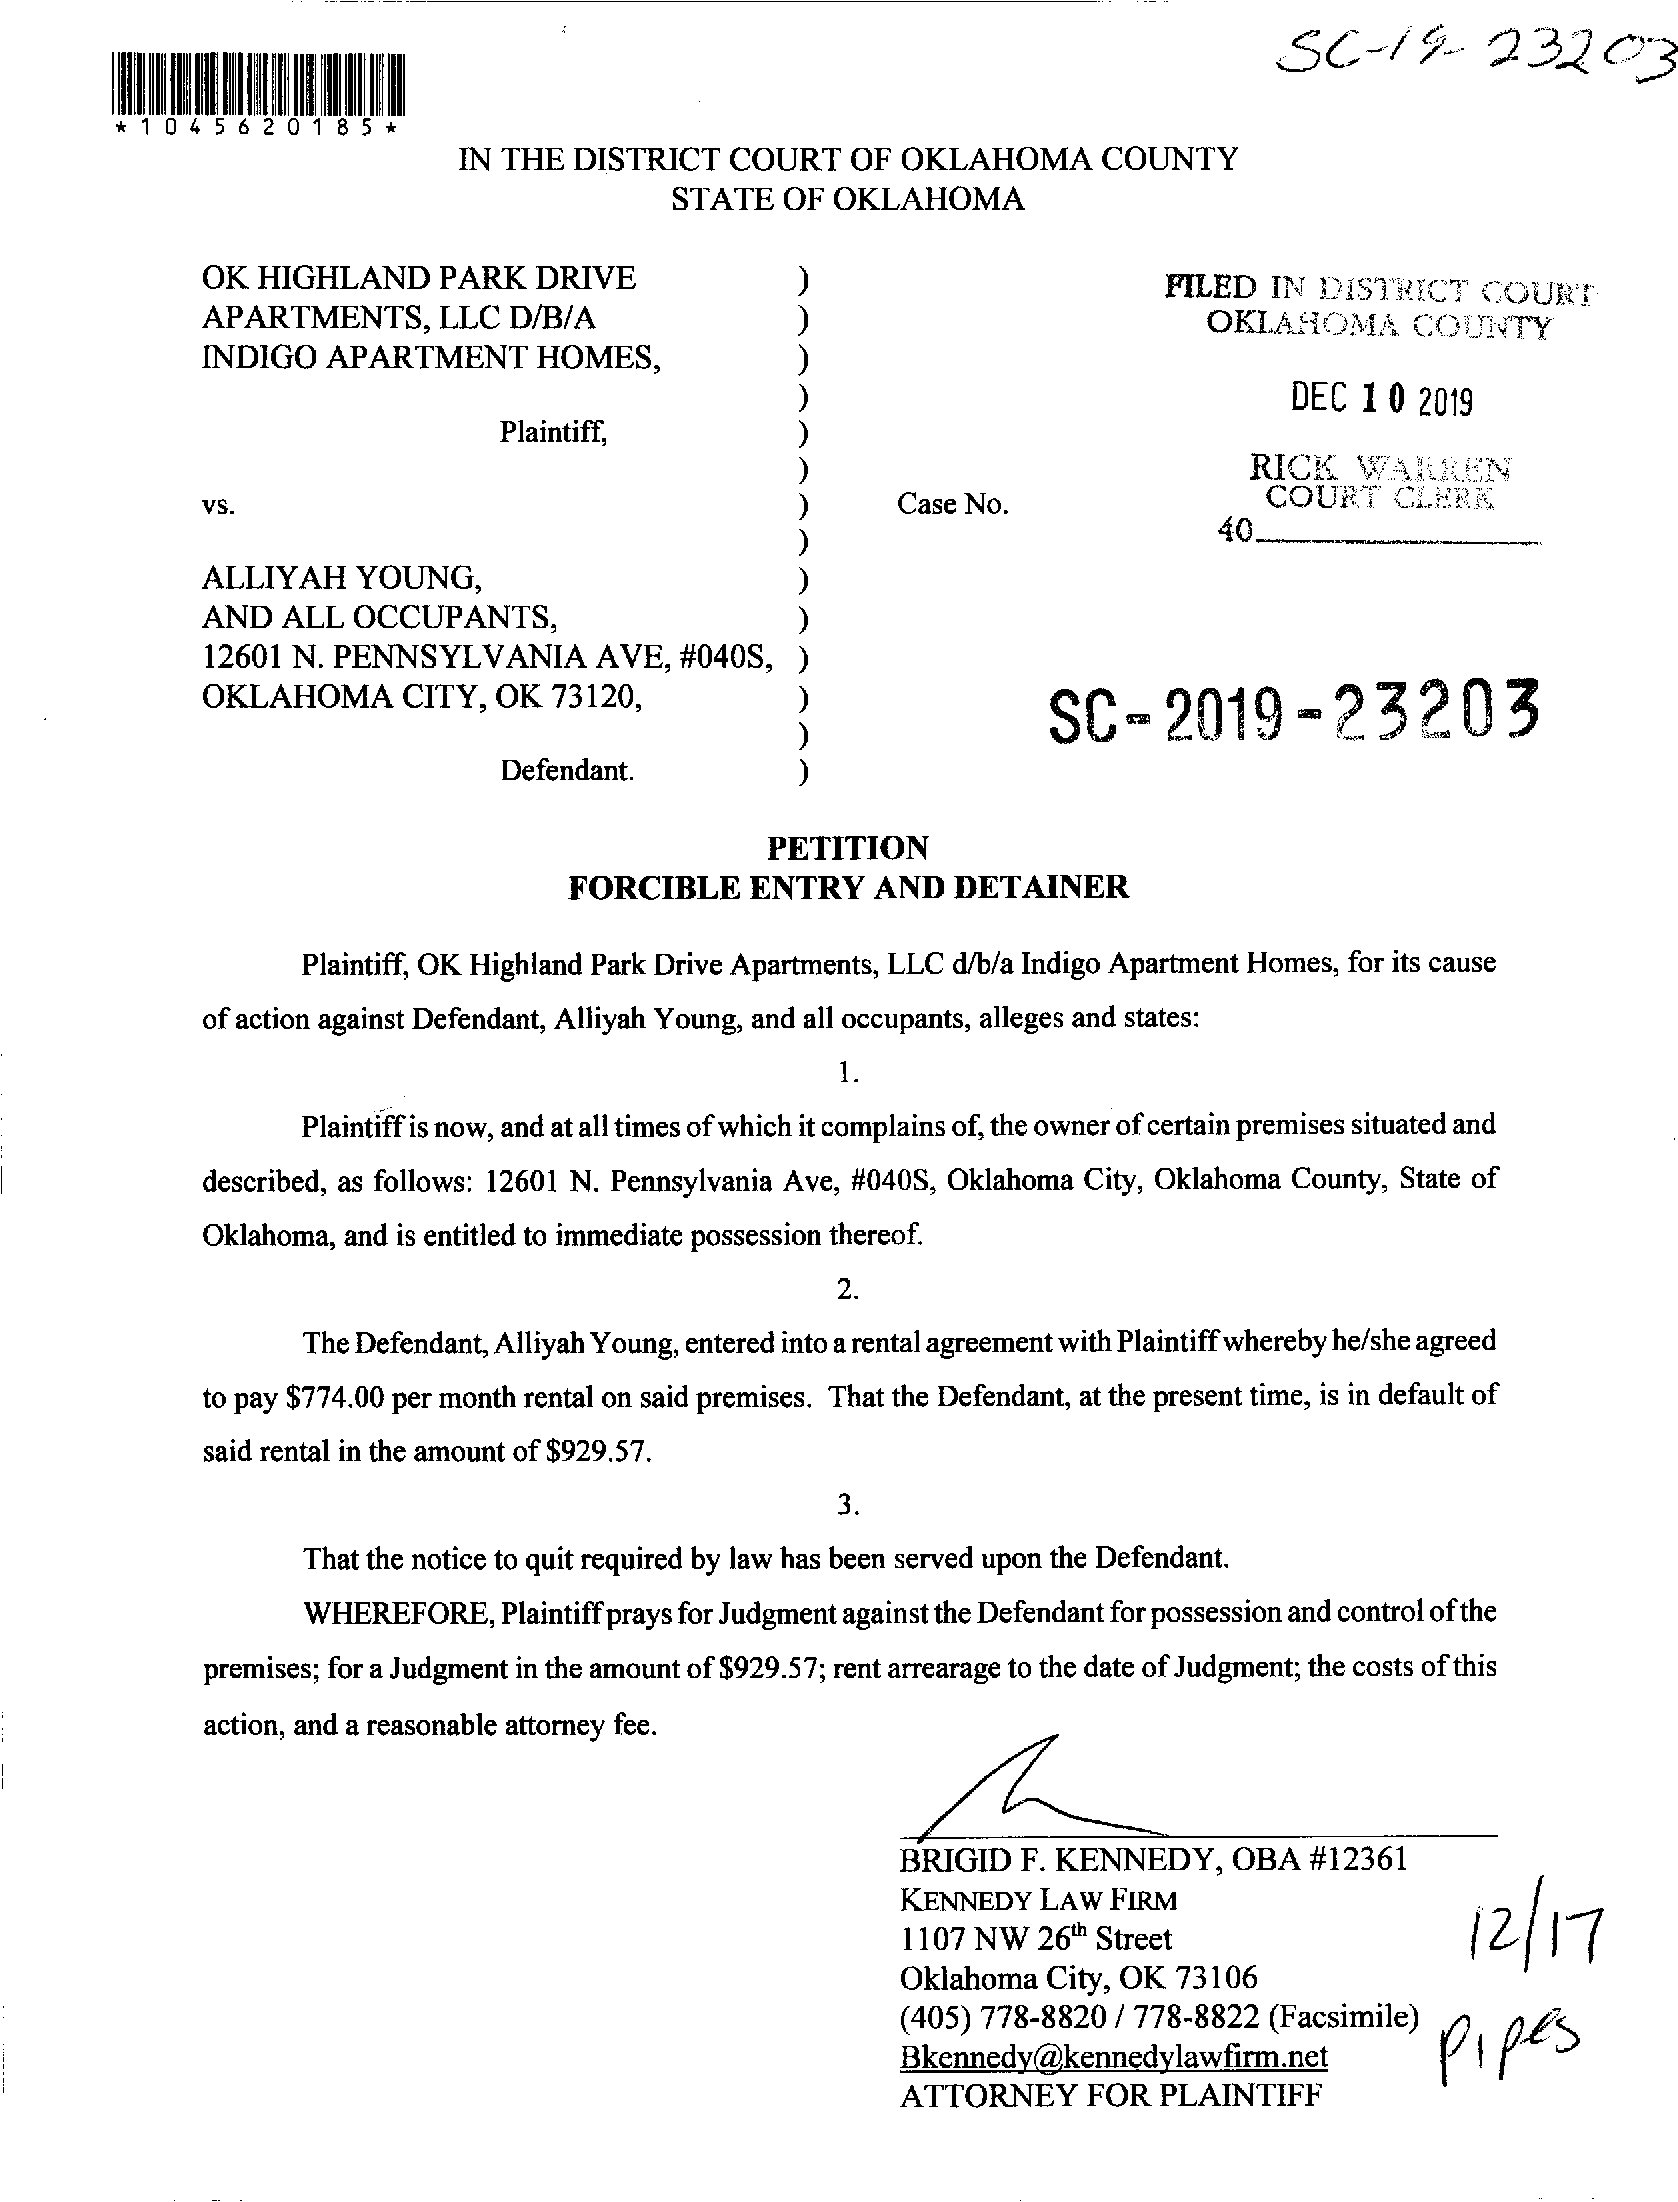 SC-19-23203
*1045620185*
IN THE DISTRICT COURT OF OKLAHOMA COUNTY
STATE OF OKLAHOMA
OK HIGHLAND PARK DRIVE )
APARTMENTS, LLC D/B/A )
INDIGO APARTMENT HOMES, )
)
Plaintiff, )
)
vs. ) Case No.
)
ALLIYAH YOUNG, )
AND ALL OCCUPANTS, )
12601 N. PENNSYLVANIA AVE, #040S, )
OKLAHOMA CITY, OK 73120, )
)
Defendant. )
FILED IN DISTRICT COURT
OKLAHOMA COUNTY
DEC 10 2019
RICK WARREN
COURT CLERK
40
SC-2019-23203
PETITION
FORCIBLE ENTRY AND DETAINER
Plaintiff, OK Highland Park Drive Apartments, LLC d/b/a Indigo Apartment Homes, for its cause
of action against Defendant, Alliyah Young, and all occupants, alleges and states:
1.
Plaintiff is now, and at all times of which it complains of, the owner of certain premises situated and
described, as follows: 12601 N. Pennsylvania Ave, #040S, Oklahoma City, Oklahoma County, State of
Oklahoma, and is entitled to immediate possession thereof.
2.
The Defendant, Alliyah Young, entered into a rental agreement with Plaintiff whereby he/she agreed
to pay $774.00 per month rental on said premises. That the Defendant, at the present time, is in default of
said rental in the amount of $929.57.
3.
That the notice to quit required by law has been served upon the Defendant.
WHEREFORE, Plaintiff prays for Judgment against the Defendant for possession and control of the
premises; for a Judgment in the amount of $929.57; rent arrearage to the date of Judgment; the costs of this
action, and a reasonable attorney fee.
BRIGID F. KENNEDY, OBA #12361
KENNEDY LAW FIRM
1107 NW 26th Street
Oklahoma City, OK 73106
(405) 778-8820 / 778-8822 (Facsimile)
Bkennedy@kennedylawfirm.net
ATTORNEY FOR PLAINTIFF
12/17
pipes